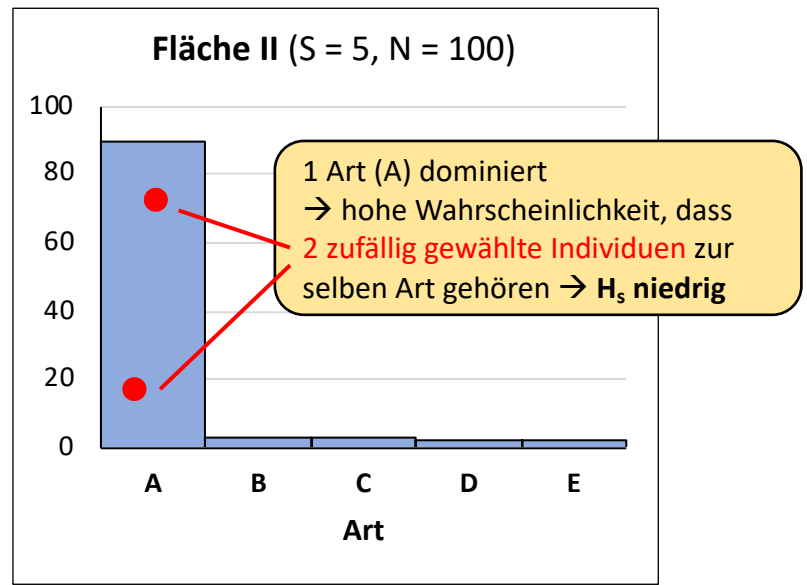 Fläche II (S = 5, N = 100)
100
80
60
40
20
0
1 Art (A) dominiert
→ hohe Wahrscheinlichkeit, dass
2 zufällig gewählte Individuen zur
selben Art gehören → Hₛ niedrig
A B C D E
Art